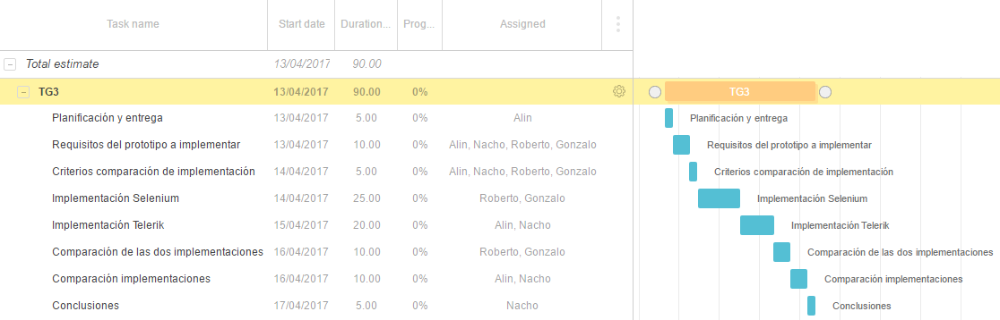 Task name Start date Duration... Prog... Assigned
Total estimate 13/04/2017 90.00
TG3 13/04/2017 90.00 0% TG3
Planificación y entrega 13/04/2017 5.00 0% Alin Planificación y entrega
Requisitos del prototipo a implementar 13/04/2017 10.00 0% Alin, Nacho, Roberto, Gonzalo Requisitos del prototipo a implementar
Criterios comparación de implementación 14/04/2017 5.00 0% Alin, Nacho, Roberto, Gonzalo Criterios comparación de implementación
Implementación Selenium 14/04/2017 25.00 0% Roberto, Gonzalo Implementación Selenium
Implementación Telerik 15/04/2017 20.00 0% Alin, Nacho Implementación Telerik
Comparación de las dos implementaciones 16/04/2017 10.00 0% Roberto, Gonzalo Comparación de las dos implementaciones
Comparación implementaciones 16/04/2017 10.00 0% Alin, Nacho Comparación implementaciones
Conclusiones 17/04/2017 5.00 0% Nacho Conclusiones